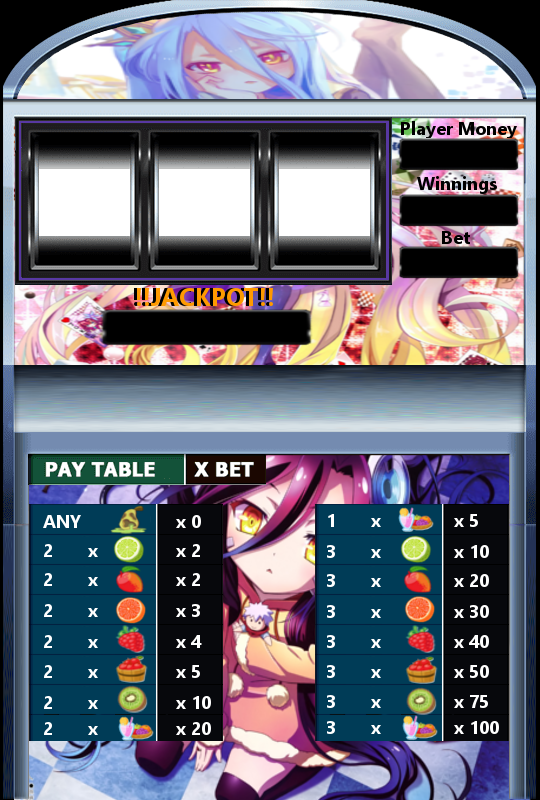 Player Money
Winnings
Bet
!!JACKPOT!!
PAY TABLE X BET
ANY x 0
2 x x 2
2 x x 2
2 x x 3
2 x x 4
2 x x 5
2 x x 10
2 x x 20
1 x x 5
3 x x 10
3 x x 20
3 x x 30
3 x x 40
3 x x 50
3 x x 75
3 x x 100